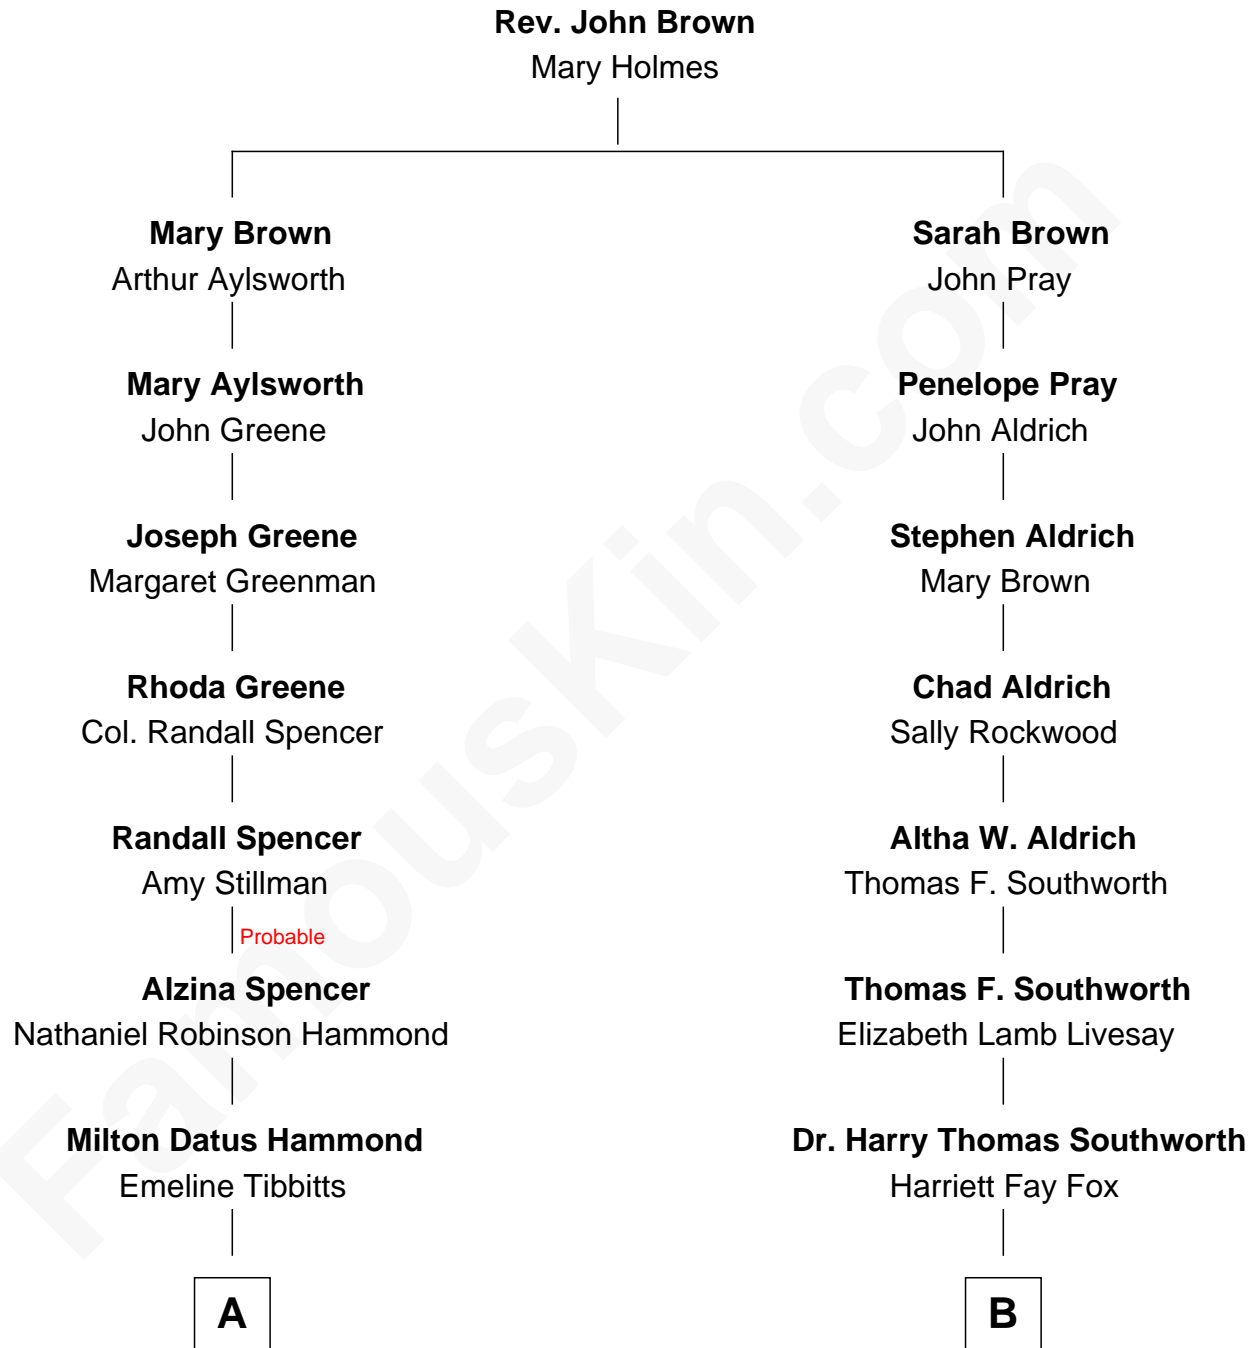 Rev. John Brown
Mary Holmes
Mary Brown
Arthur Aylsworth
Sarah Brown
John Pray
Mary Aylsworth
John Greene
Penelope Pray
John Aldrich
Joseph Greene
Margaret Greenman
Stephen Aldrich
Mary Brown
Rhoda Greene
Col. Randall Spencer
Chad Aldrich
Sally Rockwood
Randall Spencer
Amy Stillman
Altha W. Aldrich
Thomas F. Southworth
Probable
Alzina Spencer
Nathaniel Robinson Hammond
Thomas F. Southworth
Elizabeth Lamb Livesay
Milton Datus Hammond
Emeline Tibbitts
Dr. Harry Thomas Southworth
Harriett Fay Fox
A
B
FamousKin.com